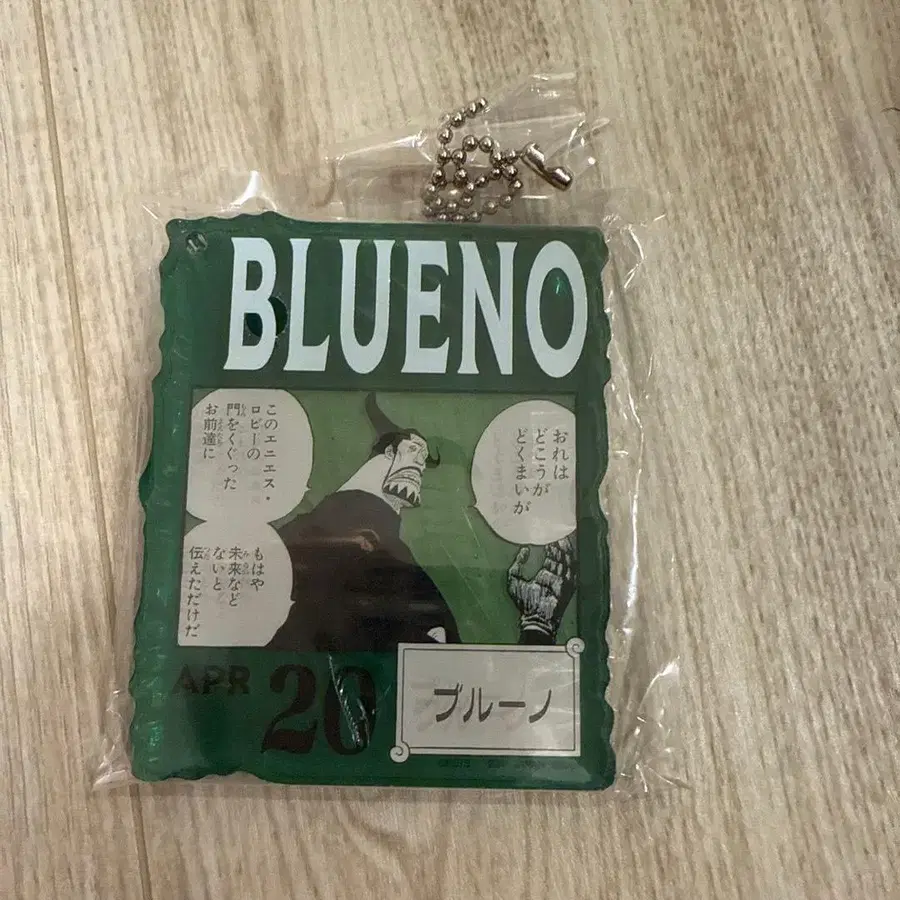 BLUENO
おれは
どこうが
どくまいが
このエニエス・
ロビーの
門をくぐった
お前達に
もはや
未来など
ないと
伝えただけだ
APR 20
ブルーノ